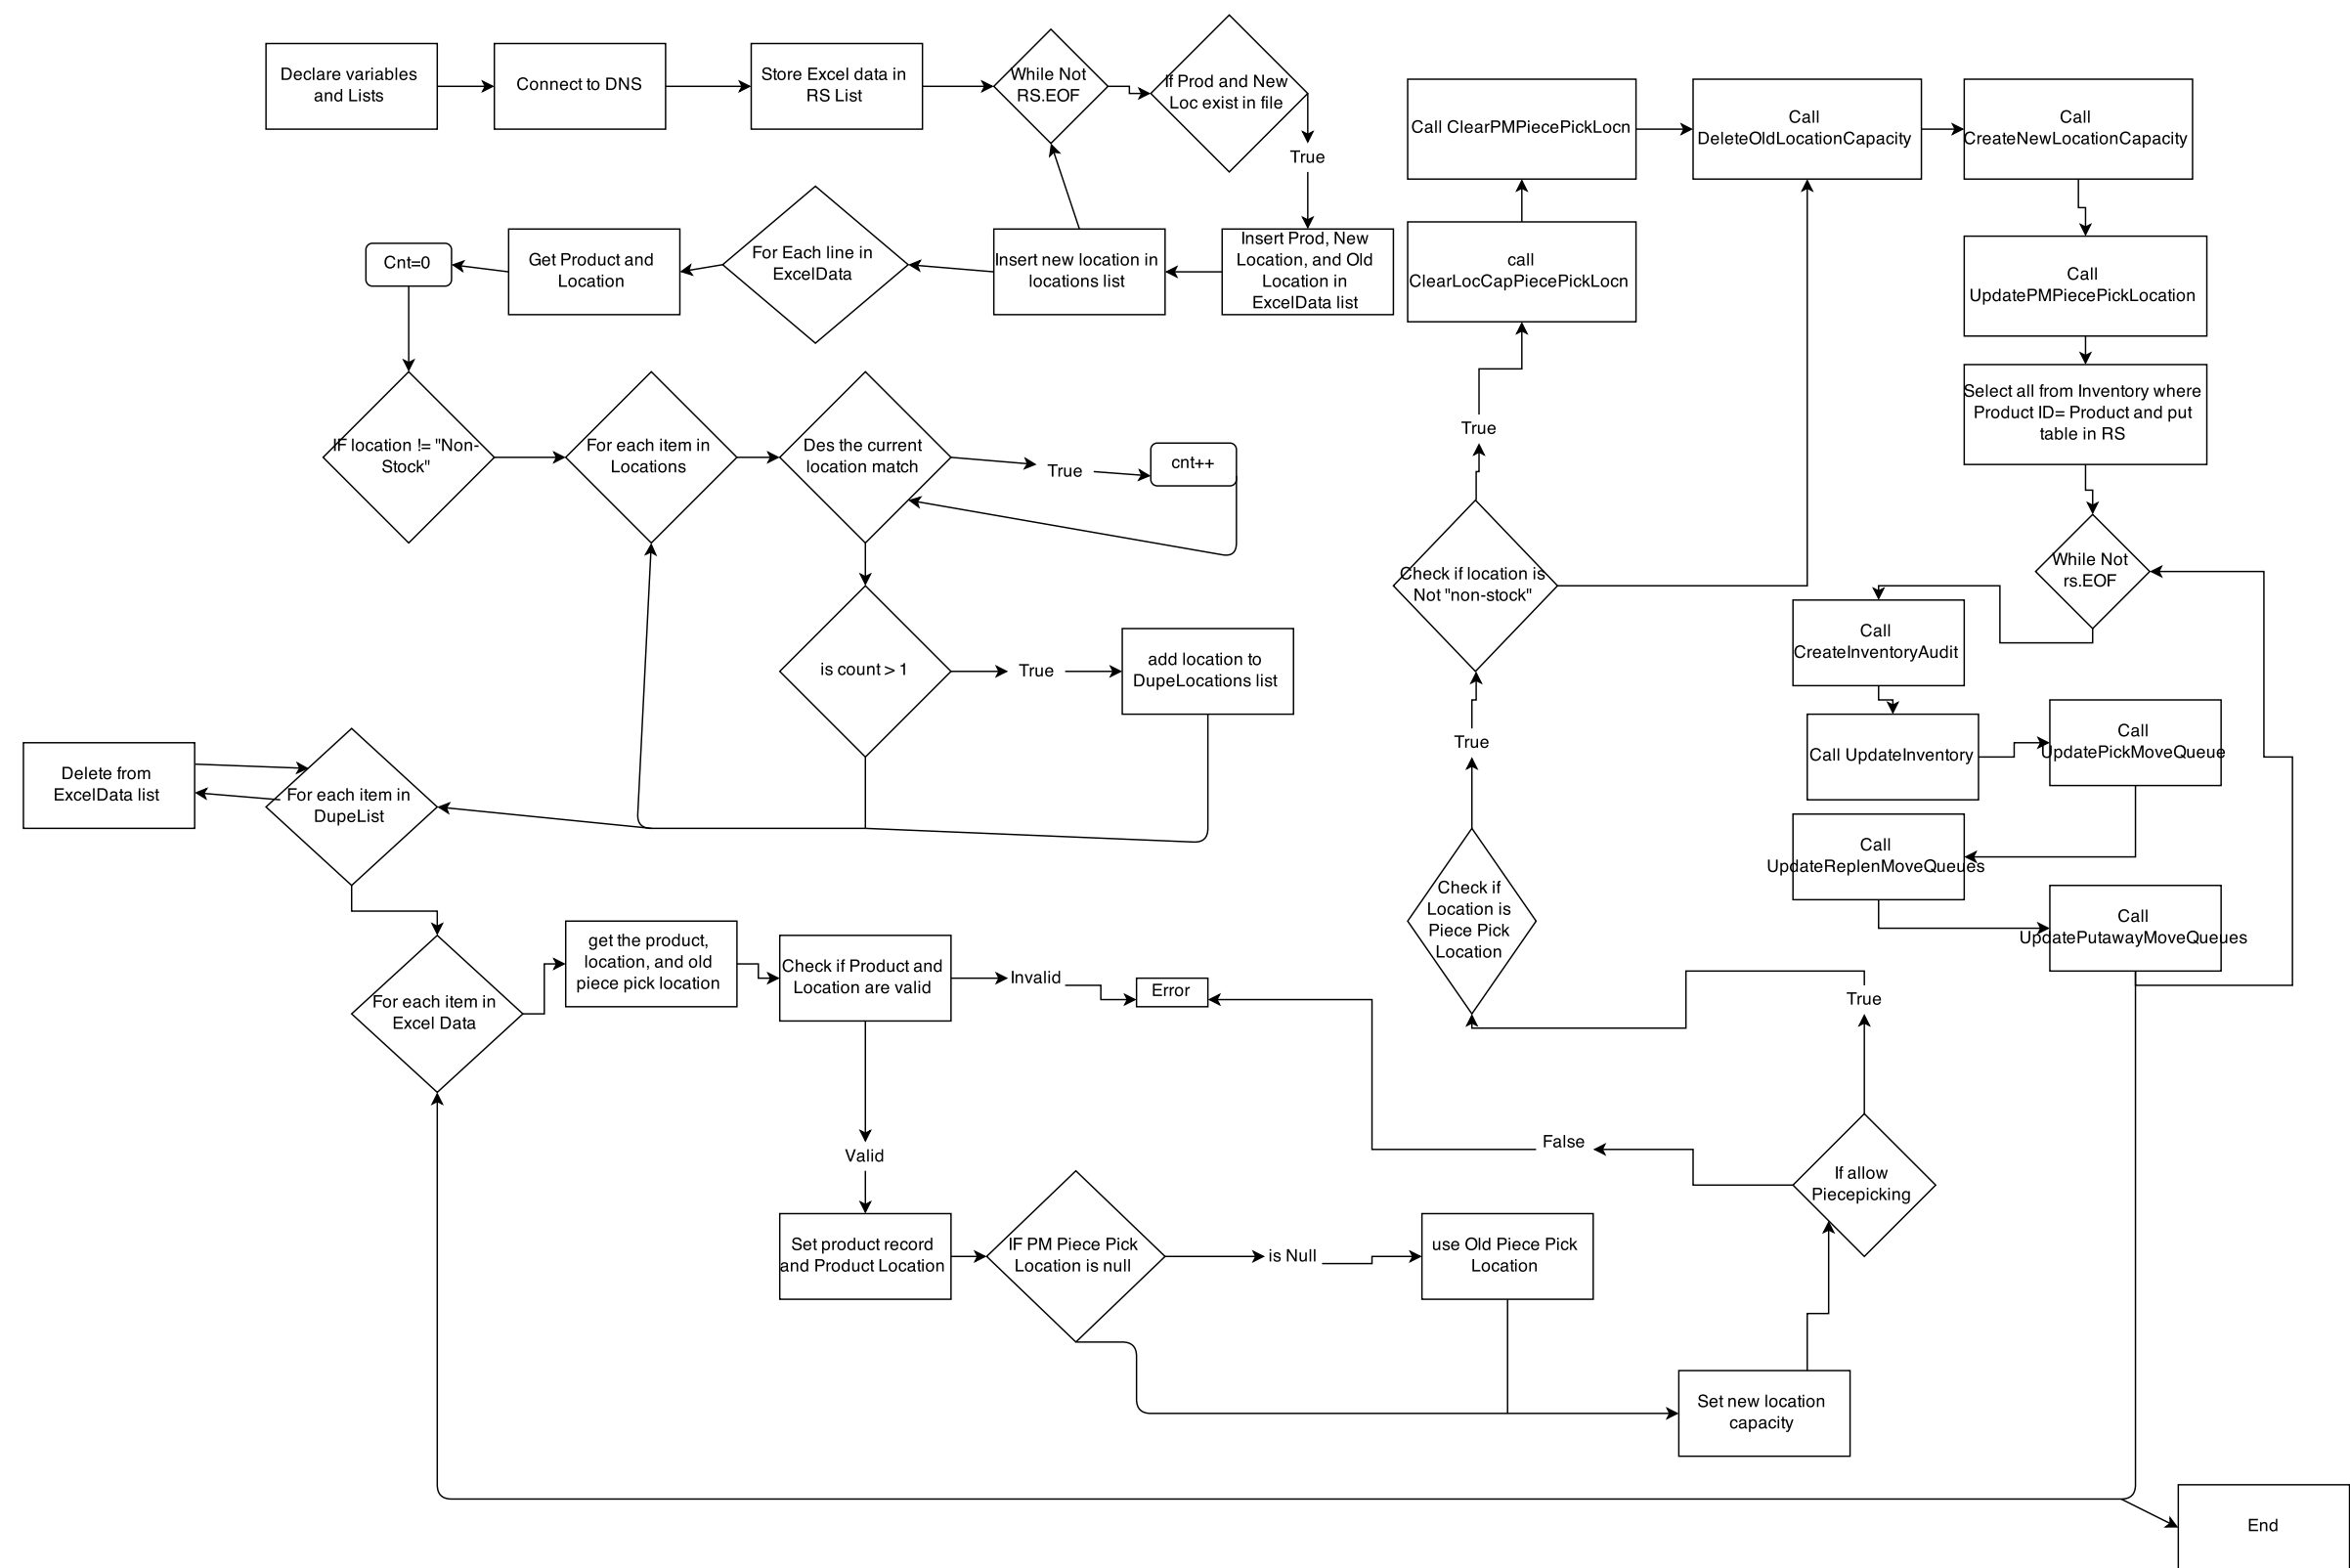 Declare variables
and Lists
Connect to DNS
Store Excel data in
RS List
While Not
RS.EOF
If Prod and New
Loc exist in file
True
Insert Prod, New
Location, and Old
Location in
ExcelData list
Insert new location in
locations list
For Each line in
ExcelData
Get Product and
Location
Cnt=0
IF location != "Non-
Stock"
For each item in
Locations
Des the current
location match
True
cnt++
is count > 1
True
add location to
DupeLocations list
Delete from
ExcelData list
For each item in
DupeList
For each item in
Excel Data
get the product,
location, and old
piece pick location
Check if Product and
Location are valid
Invalid
Error
Valid
Set product record
and Product Location
IF PM Piece Pick
Location is null
is Null
use Old Piece Pick
Location
Set new location
capacity
If allow
Piecepicking
False
True
Check if
Location is
Piece Pick
Location
True
Check if location is
Not "non-stock"
True
call
ClearLocCapPiecePickLocn
Call ClearPMPiecePickLocn
Call
DeleteOldLocationCapacity
Call
CreateNewLocationCapacity
Call
UpdatePMPiecePickLocation
Select all from Inventory where
Product ID= Product and put
table in RS
While Not
rs.EOF
Call
CreateInventoryAudit
Call UpdateInventory
Call
UpdatePickMoveQueue
Call
UpdateReplenMoveQueues
Call
UpdatePutawayMoveQueues
End